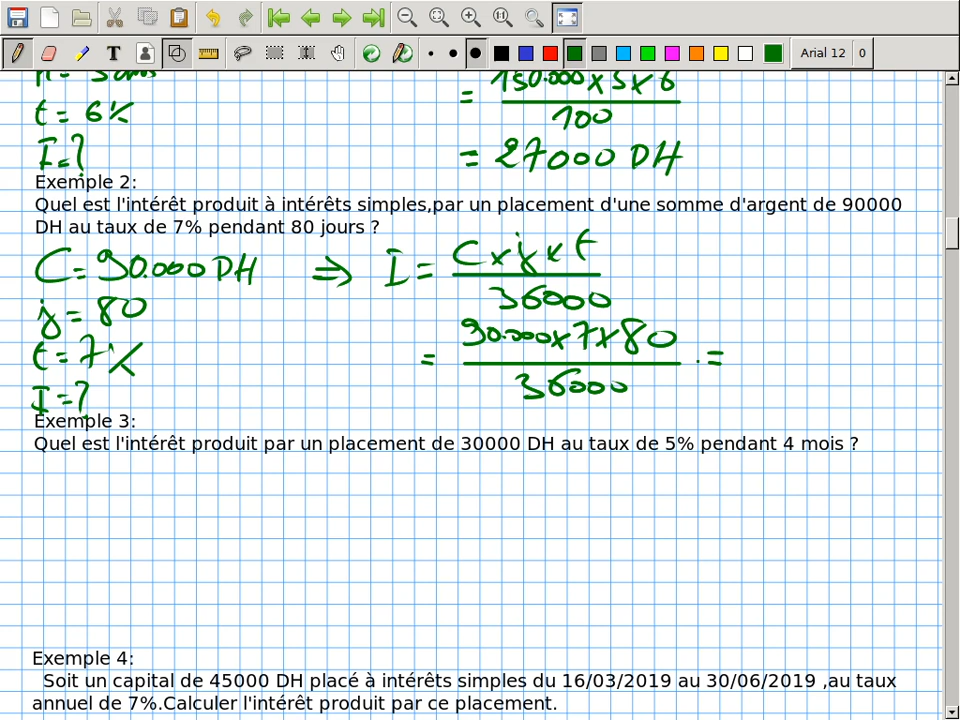 Arial 12 0
150.000 x 3 x 6
t = 6%
= 100
I = ?
= 27000 DH
Exemple 2:
Quel est l'intérêt produit à intérêts simples,par un placement d'une somme d'argent de 90000
DH au taux de 7% pendant 80 jours ?
C = 90.000 DH ⇒ I = C x j x t
36000
j = 80
90.000 x 7 x 80
t = 7% = . =
36000
I = ?
Exemple 3:
Quel est l'intérêt produit par un placement de 30000 DH au taux de 5% pendant 4 mois ?
Exemple 4:
Soit un capital de 45000 DH placé à intérêts simples du 16/03/2019 au 30/06/2019 ,au taux
annuel de 7%.Calculer l'intérêt produit par ce placement.